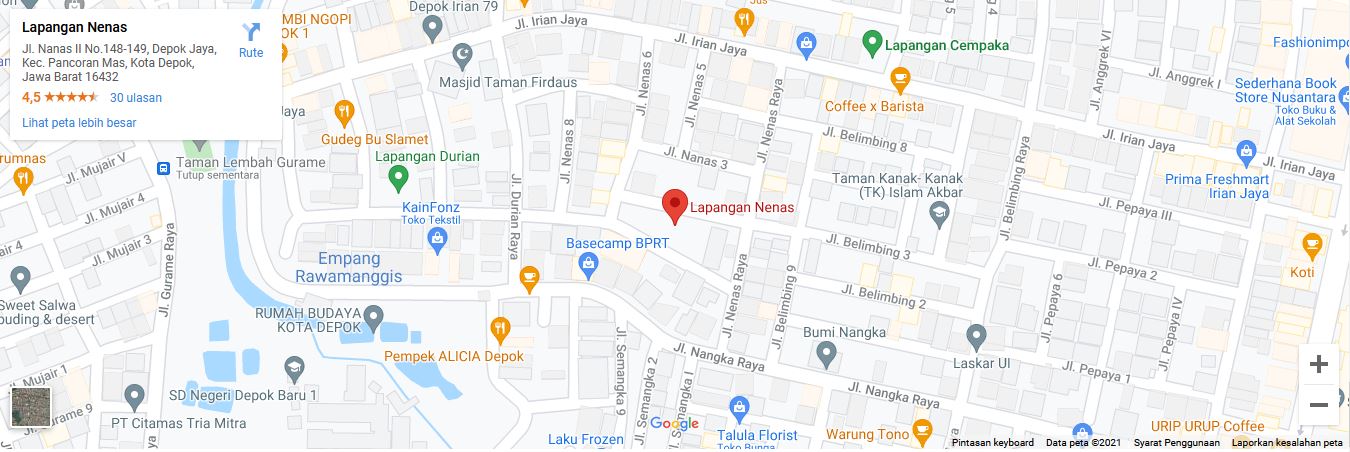 Lapangan Nenas
Jl. Nanas II No.148-149, Depok Jaya,
Kec. Pancoran Mas, Kota Depok,
Jawa Barat 16432
4,5
30 ulasan
Lihat peta lebih besar
Rute
MBI NGOPI
OK 1
Depok Irian 79
Masjid Taman Firdaus
Jl. Irian Jaya
Jus
Jl. Irian Jaya
Lapangan Cempaka
Coffee x Barista
Jl. Anggrek VI
Jl. Anggrek I
Fashionimpo
Sederhana Book
Store Nusantara
Toko Buku &
Alat Sekolah
Jl. Irian Jaya
Jl. Irian Jaya
Prima Freshmart
Irian Jaya
Jaya
Gudeg Bu Slamet
Lapangan Durian
Jl. Nenas 8
Jl. Nenas 6
Jl. Nenas 5
Jl. Nanas 3
Jl. Nenas Raya
Jl. Belimbing 8
Taman Kanak- Kanak
(TK) Islam Akbar
Jl. Belimbing Raya
Jl. Pepaya III
rumnas
Jl. Mujair V
Taman Lembah Gurame
Tutup sementara
Jl. Mujair 4
Jl. Mujair 3
air 4
Jl. Gurame Raya
KainFonz
Toko Tekstil
Jl. Durian Raya
Lapangan Nenas
Basecamp BPRT
Empang
Rawamanggis
Jl. Belimbing 3
Jl. Belimbing 2
Jl. Pepaya 2
Koti
Sweet Salwa
puding & desert
RUMAH BUDAYA
KOTA DEPOK
Jl. Nenas Raya
Jl. Belimbing 9
Jl. Pepaya 6
Jl. Pepaya IV
Bumi Nangka
Laskar UI
Pempek ALICIA Depok
Jl. Semangka 9
Jl. Semangka 2
Jl. Semangka I
Jl. Nangka Raya
Jl. Nangka Raya
Jl. Pepaya 1
Mujair 1
SD Negeri Depok Baru 1
Jl. Gurame 9
PT Citamas Tria Mitra
Google
Laku Frozen
Talula Florist
Toko Bunga
Warung Tono
URIP URUP Coffee
Pintasan keyboard
Data peta ©2021
Syarat Penggunaan
Laporkan kesalahan peta